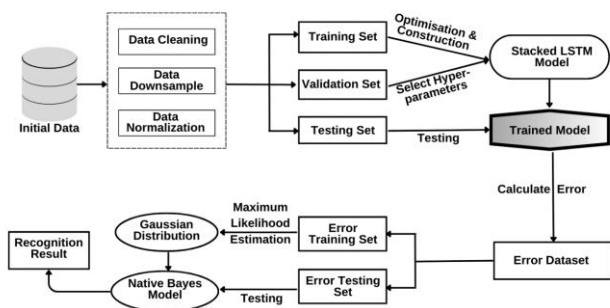 Initial Data
Data Cleaning
Data
Downsample
Data
Normalization
Training Set
Validation Set
Testing Set
Optimisation &
Construction
Select Hyper-
parameters
Testing
Stacked LSTM
Model
Trained Model
Calculate Error
Error Dataset
Error
Training Set
Error Testing
Set
Maximum
Likelihood
Estimation
Testing
Gaussian
Distribution
Native Bayes
Model
Recognition
Result